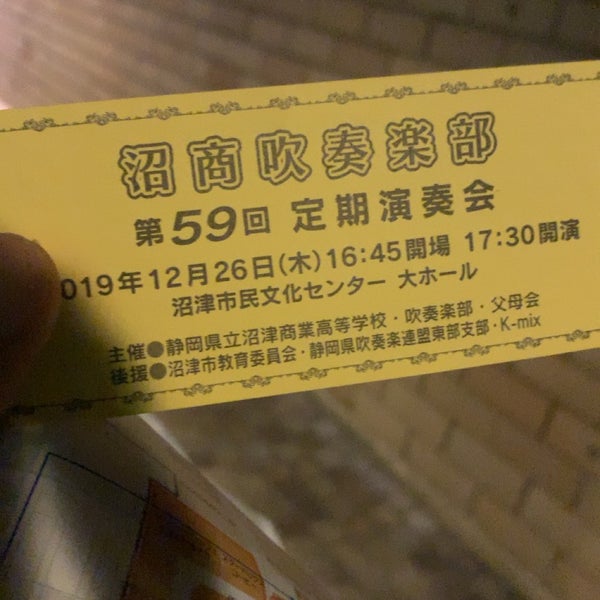 沼商吹奏楽部
第59回 定期演奏会
019年12月26日(木)16:45開場 17:30開演
沼津市民文化センター 大ホール
主催●静岡県立沼津商業高等学校・吹奏楽部・父母会
後援●沼津市教育委員会・静岡県吹奏楽連盟東部支部・K-mix